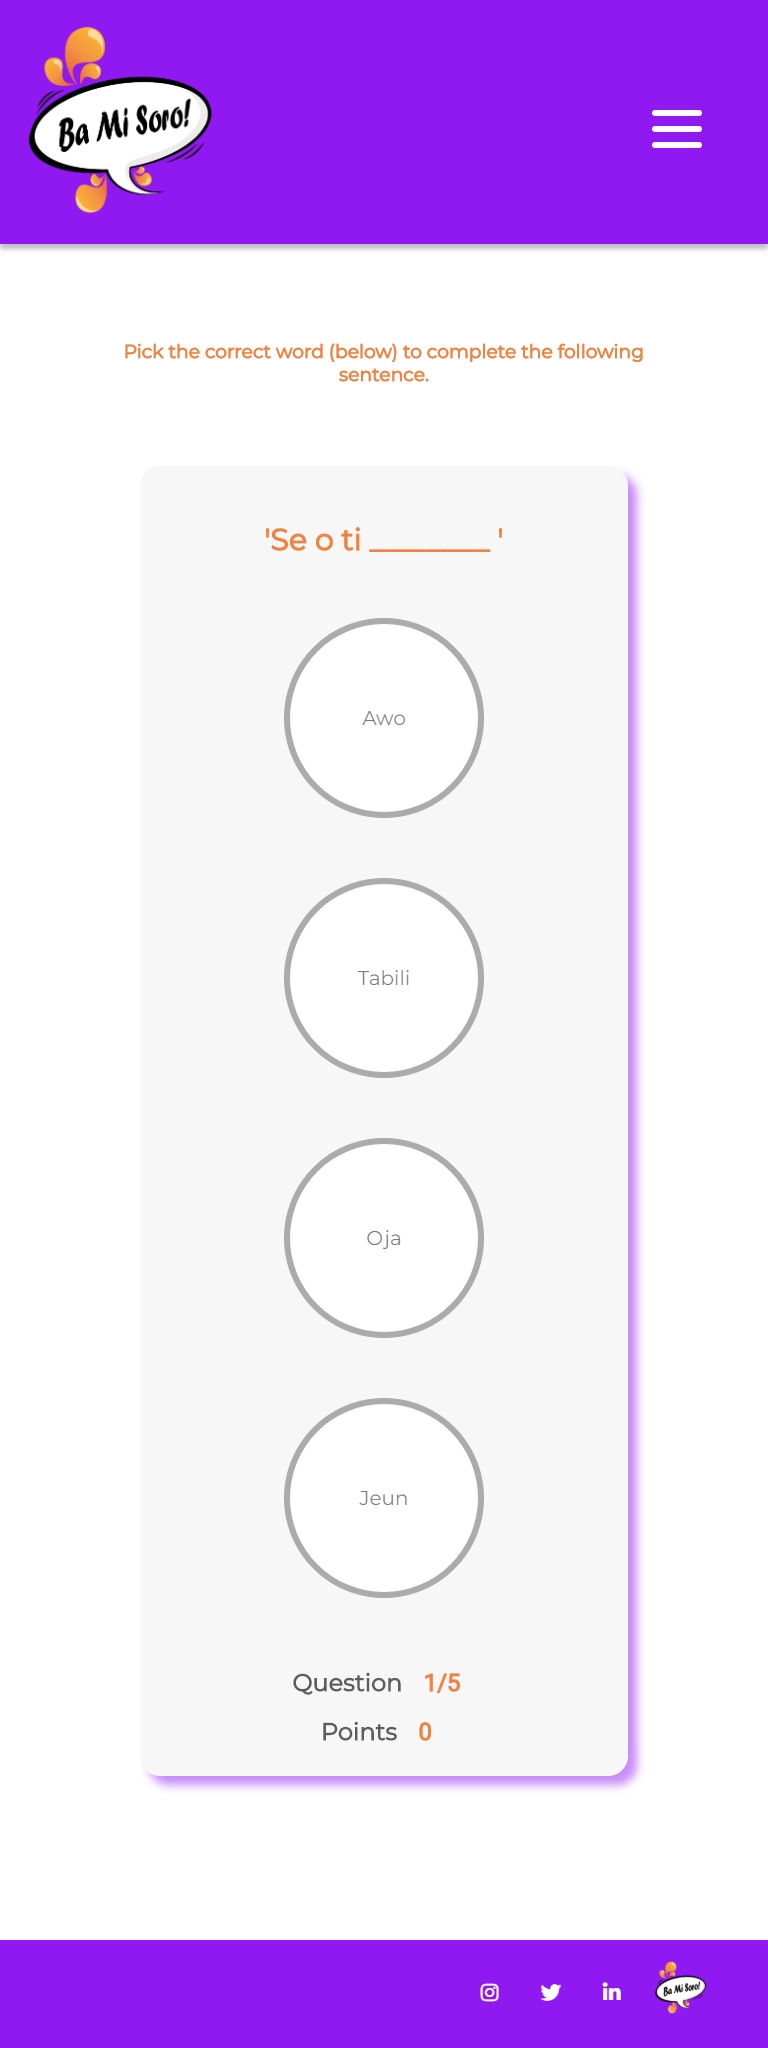 Ba Mi Soro!
Pick the correct word (below) to complete the following
sentence.
'Se o ti ________ '
Awo
Tabili
Oja
Jeun
Question 1/5
Points 0
Ba Mi Soro!